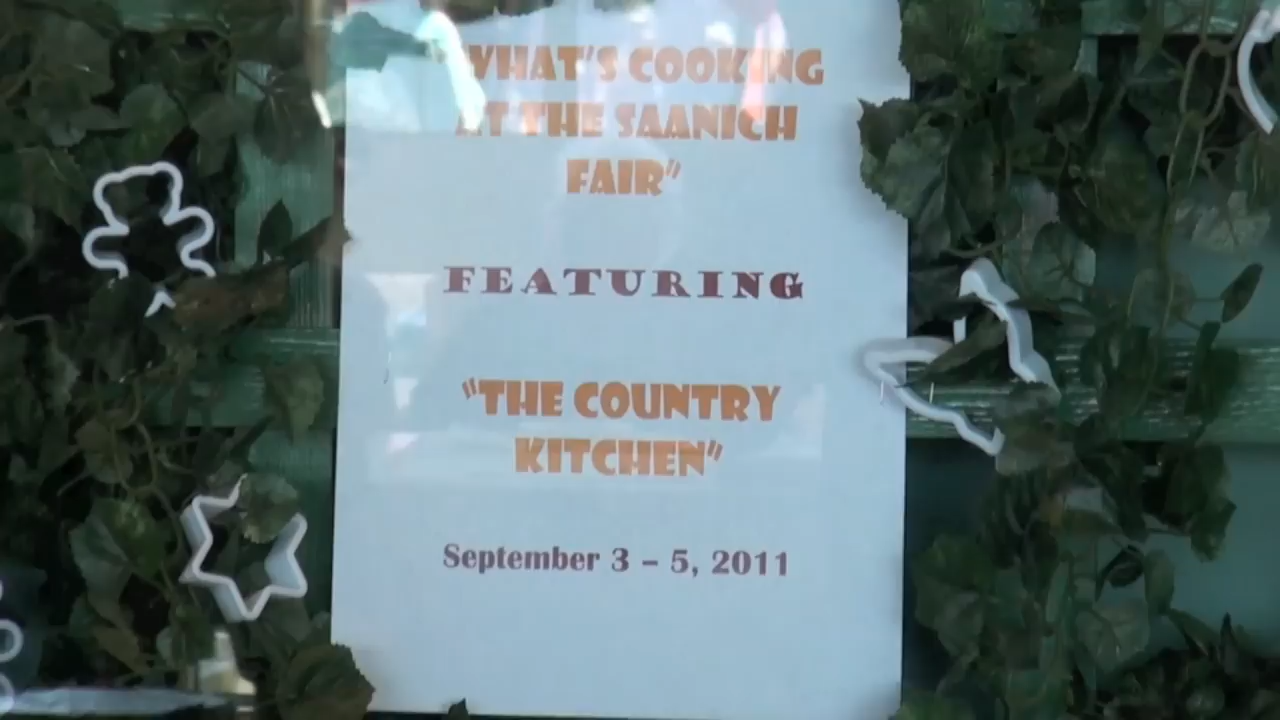 WHAT'S COOKING
AT THE SAANICH
FAIR"
FEATURING
"THE COUNTRY
KITCHEN"
September 3 – 5, 2011